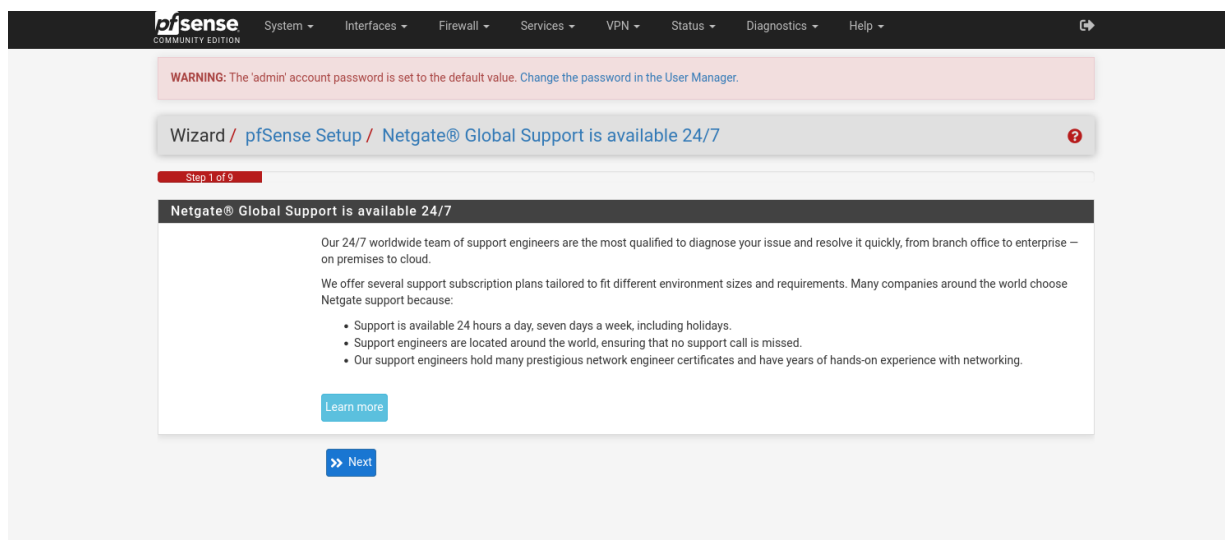 pfsense
COMMUNITY EDITION
System
Interfaces
Firewall
Services
VPN
Status
Diagnostics
Help
WARNING: The 'admin' account password is set to the default value. Change the password in the User Manager.
Wizard / pfSense Setup / Netgate® Global Support is available 24/7
Step 1 of 9
Netgate® Global Support is available 24/7
Our 24/7 worldwide team of support engineers are the most qualified to diagnose your issue and resolve it quickly, from branch office to enterprise —
on premises to cloud.
We offer several support subscription plans tailored to fit different environment sizes and requirements. Many companies around the world choose
Netgate support because:
• Support is available 24 hours a day, seven days a week, including holidays.
• Support engineers are located around the world, ensuring that no support call is missed.
• Our support engineers hold many prestigious network engineer certificates and have years of hands-on experience with networking.
Learn more
Next